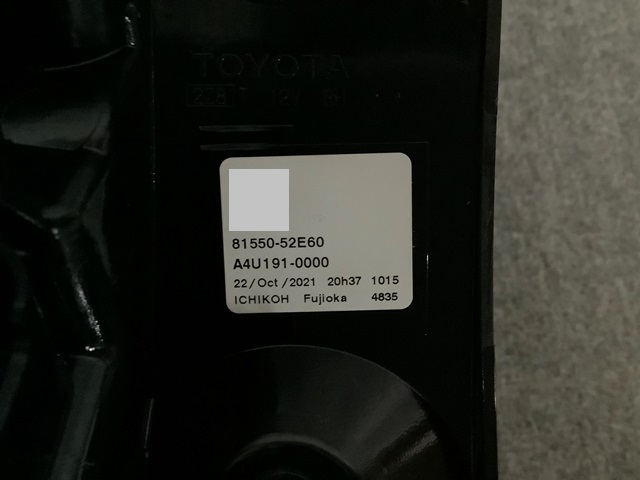 TOYOTA
81550-52E60
A4U191-0000
22/Oct/2021 20h37 1015
ICHIKOH Fujioka 4835